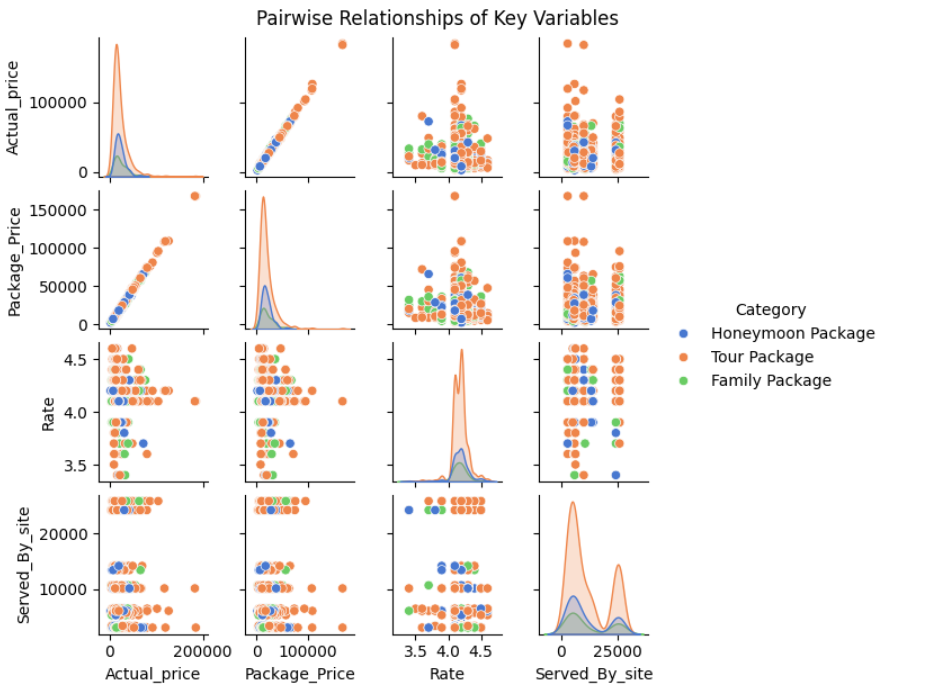 Pairwise Relationships of Key Variables
Actual_price
100000
0
Package_Price
150000
100000
50000
0
Rate
4.5
4.0
3.5
Served_By_site
20000
10000
0 200000 0 100000 3.5 4.0 4.5 0 25000
Actual_price Package_Price Rate Served_By_site
Category
Honeymoon Package
Tour Package
Family Package